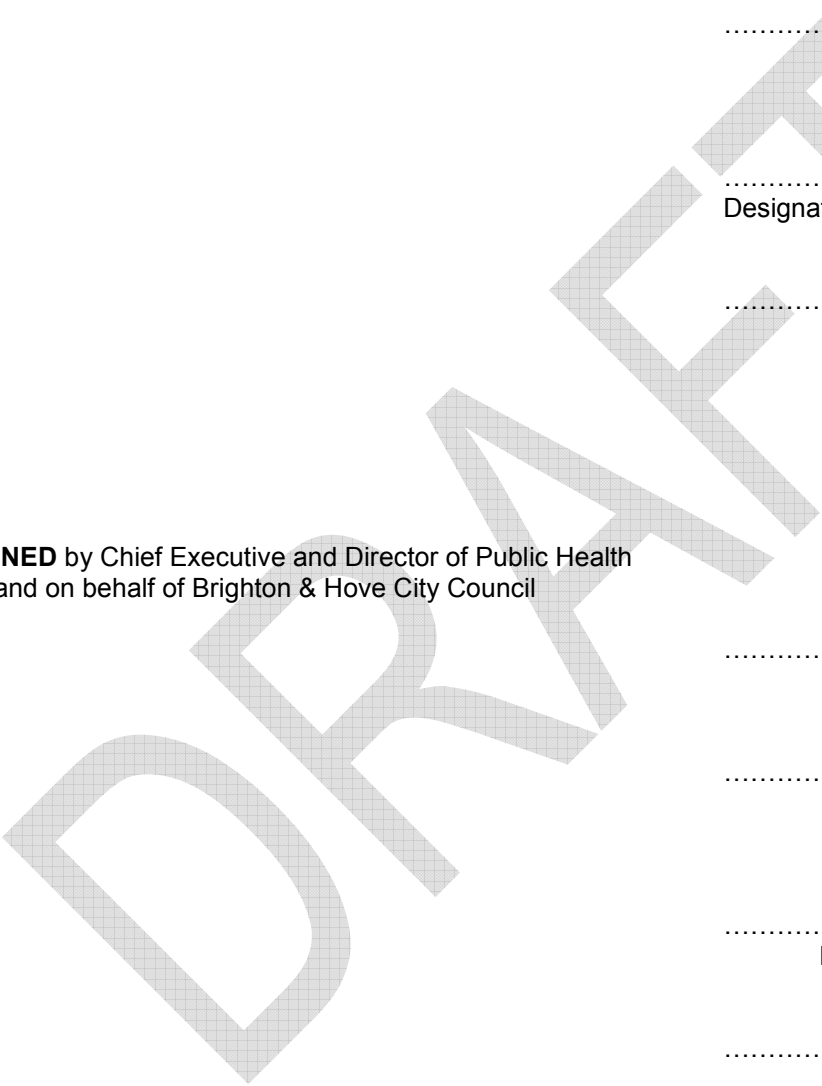 …………
…………
Designat
…………
NED by Chief Executive and Director of Public Health
and on behalf of Brighton & Hove City Council
…………
…………
…………
…………
DRAFT